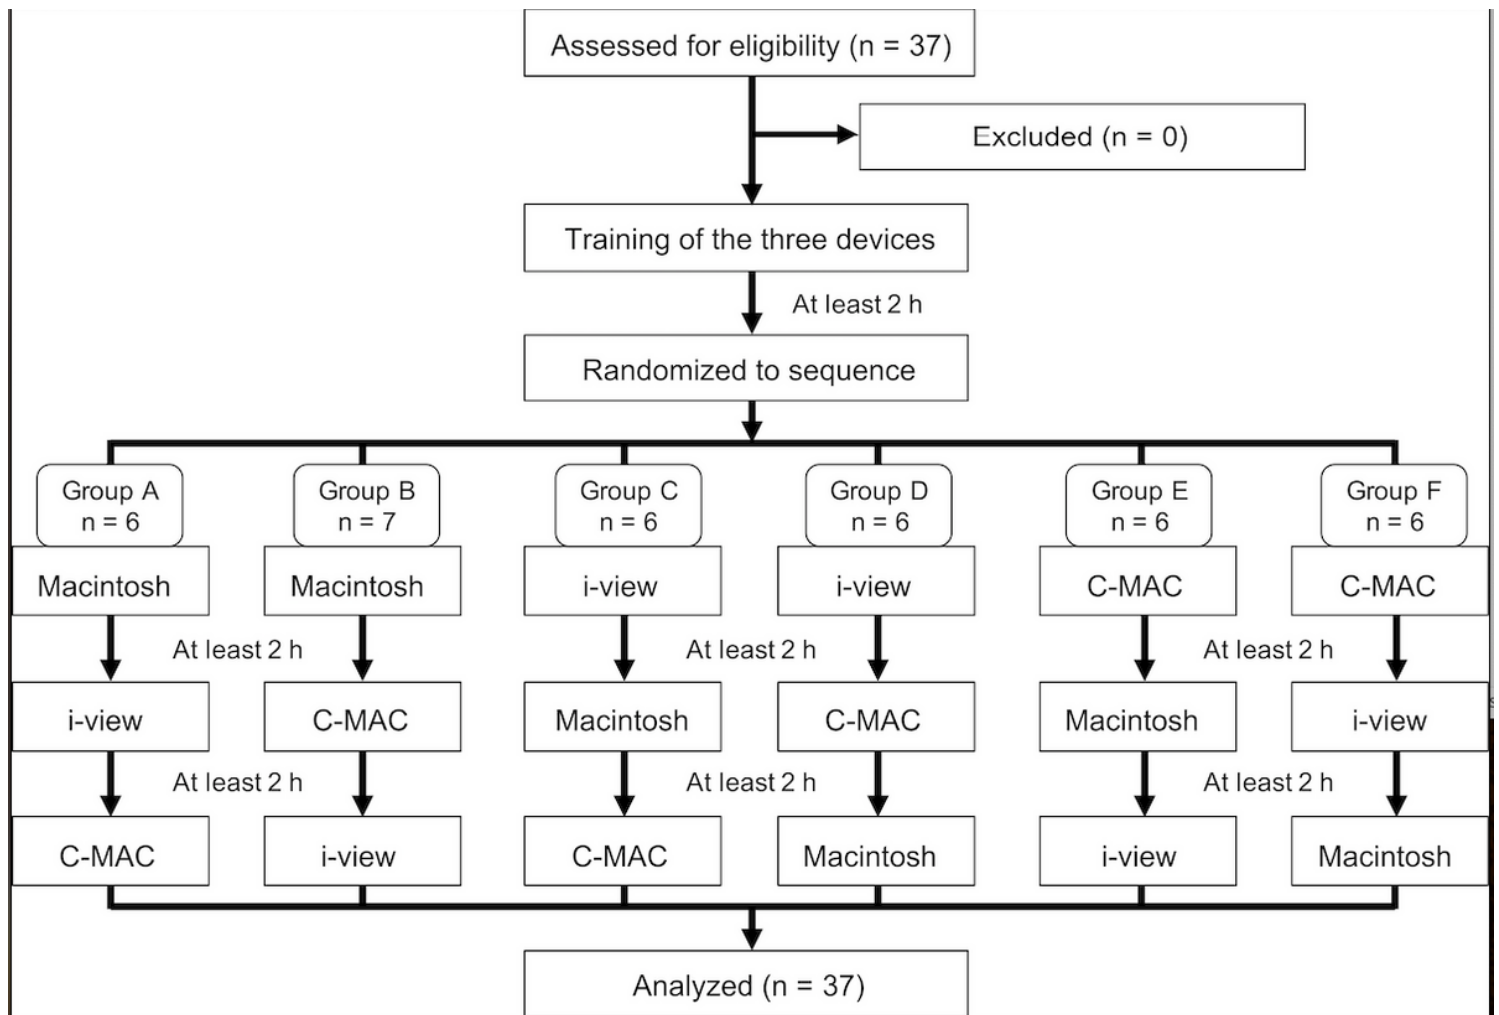 Assessed for eligibility (n = 37)
Excluded (n = 0)
Training of the three devices
At least 2 h
Randomized to sequence
Group A
n = 6
Group B
n = 7
Group C
n = 6
Group D
n = 6
Group E
n = 6
Group F
n = 6
Macintosh
Macintosh
i-view
i-view
C-MAC
C-MAC
At least 2 h
At least 2 h
At least 2 h
i-view
C-MAC
Macintosh
C-MAC
Macintosh
i-view
At least 2 h
At least 2 h
At least 2 h
C-MAC
i-view
C-MAC
Macintosh
i-view
Macintosh
Analyzed (n = 37)